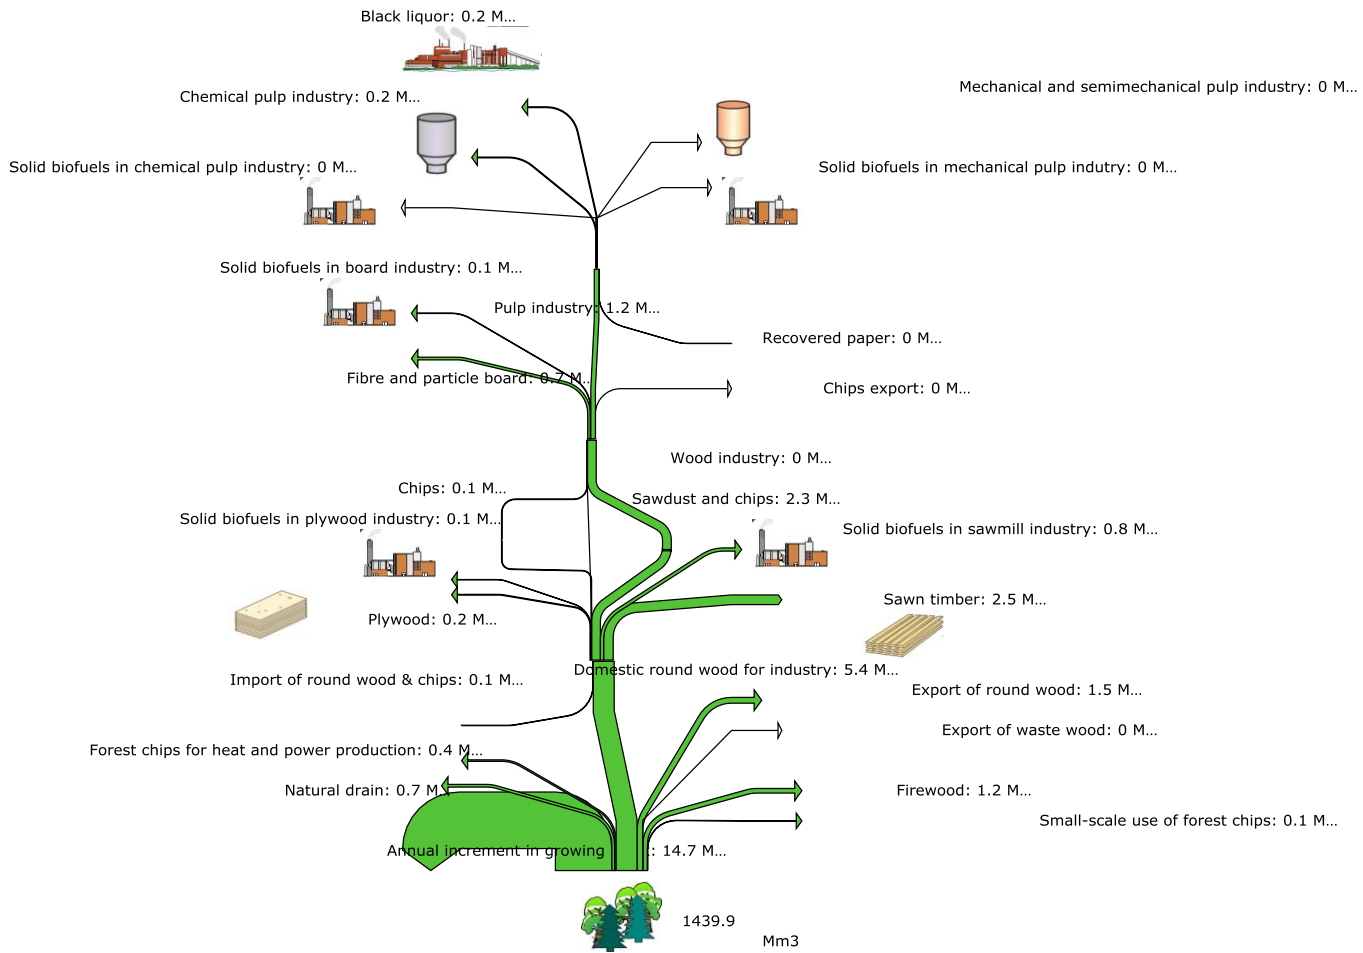 Black liquor: 0.2 M...
Mechanical and semimechanical pulp industry: 0 M...
Chemical pulp industry: 0.2 M...
Solid biofuels in chemical pulp industry: 0 M...
Solid biofuels in mechanical pulp indutry: 0 M...
Solid biofuels in board industry: 0.1 M...
Pulp industry: 1.2 M...
Recovered paper: 0 M...
Fibre and particle board: 0.7 M...
Chips export: 0 M...
Wood industry: 0 M...
Chips: 0.1 M...
Sawdust and chips: 2.3 M...
Solid biofuels in plywood industry: 0.1 M...
Solid biofuels in sawmill industry: 0.8 M...
Sawn timber: 2.5 M...
Plywood: 0.2 M...
Domestic round wood for industry: 5.4 M...
Import of round wood & chips: 0.1 M...
Export of round wood: 1.5 M...
Export of waste wood: 0 M...
Forest chips for heat and power production: 0.4 M...
Natural drain: 0.7 M...
Firewood: 1.2 M...
Small-scale use of forest chips: 0.1 M...
Annual increment in growing : 14.7 M...
1439.9
Mm3